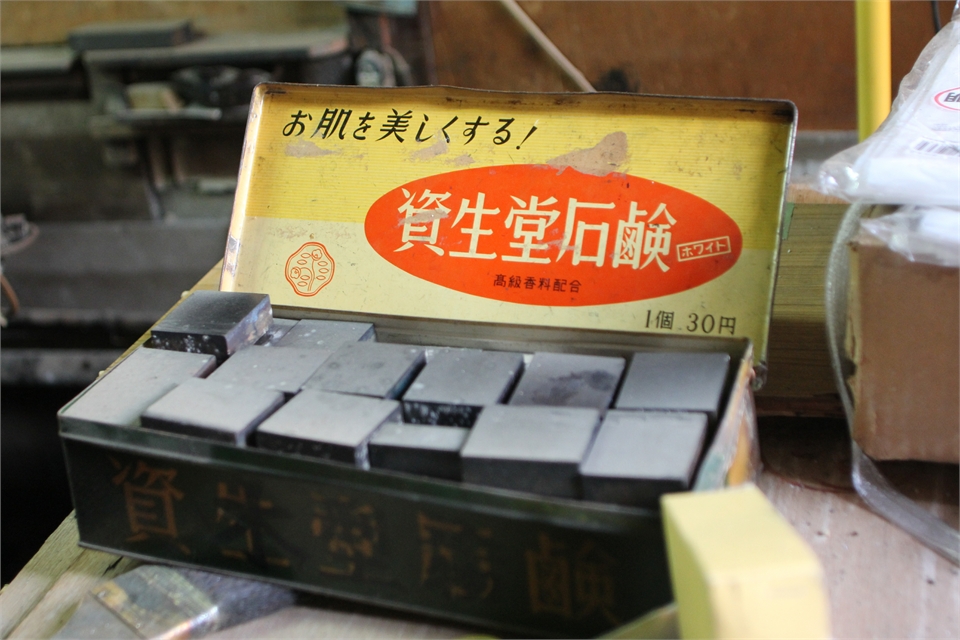 お肌を美しくする!
資生堂石鹸
ホワイト
高級香料配合
1個 30円
資生堂石鹸